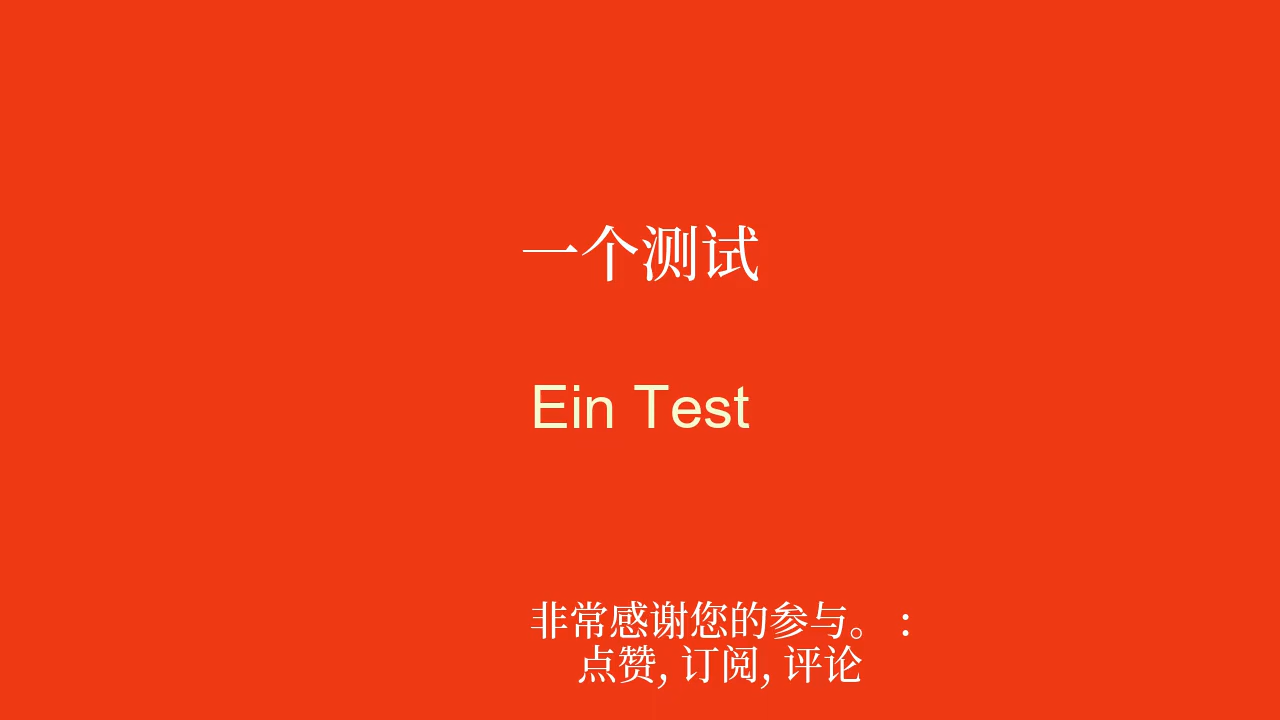 一个测试
Ein Test
非常感谢您的参与。 :
点赞, 订阅, 评论